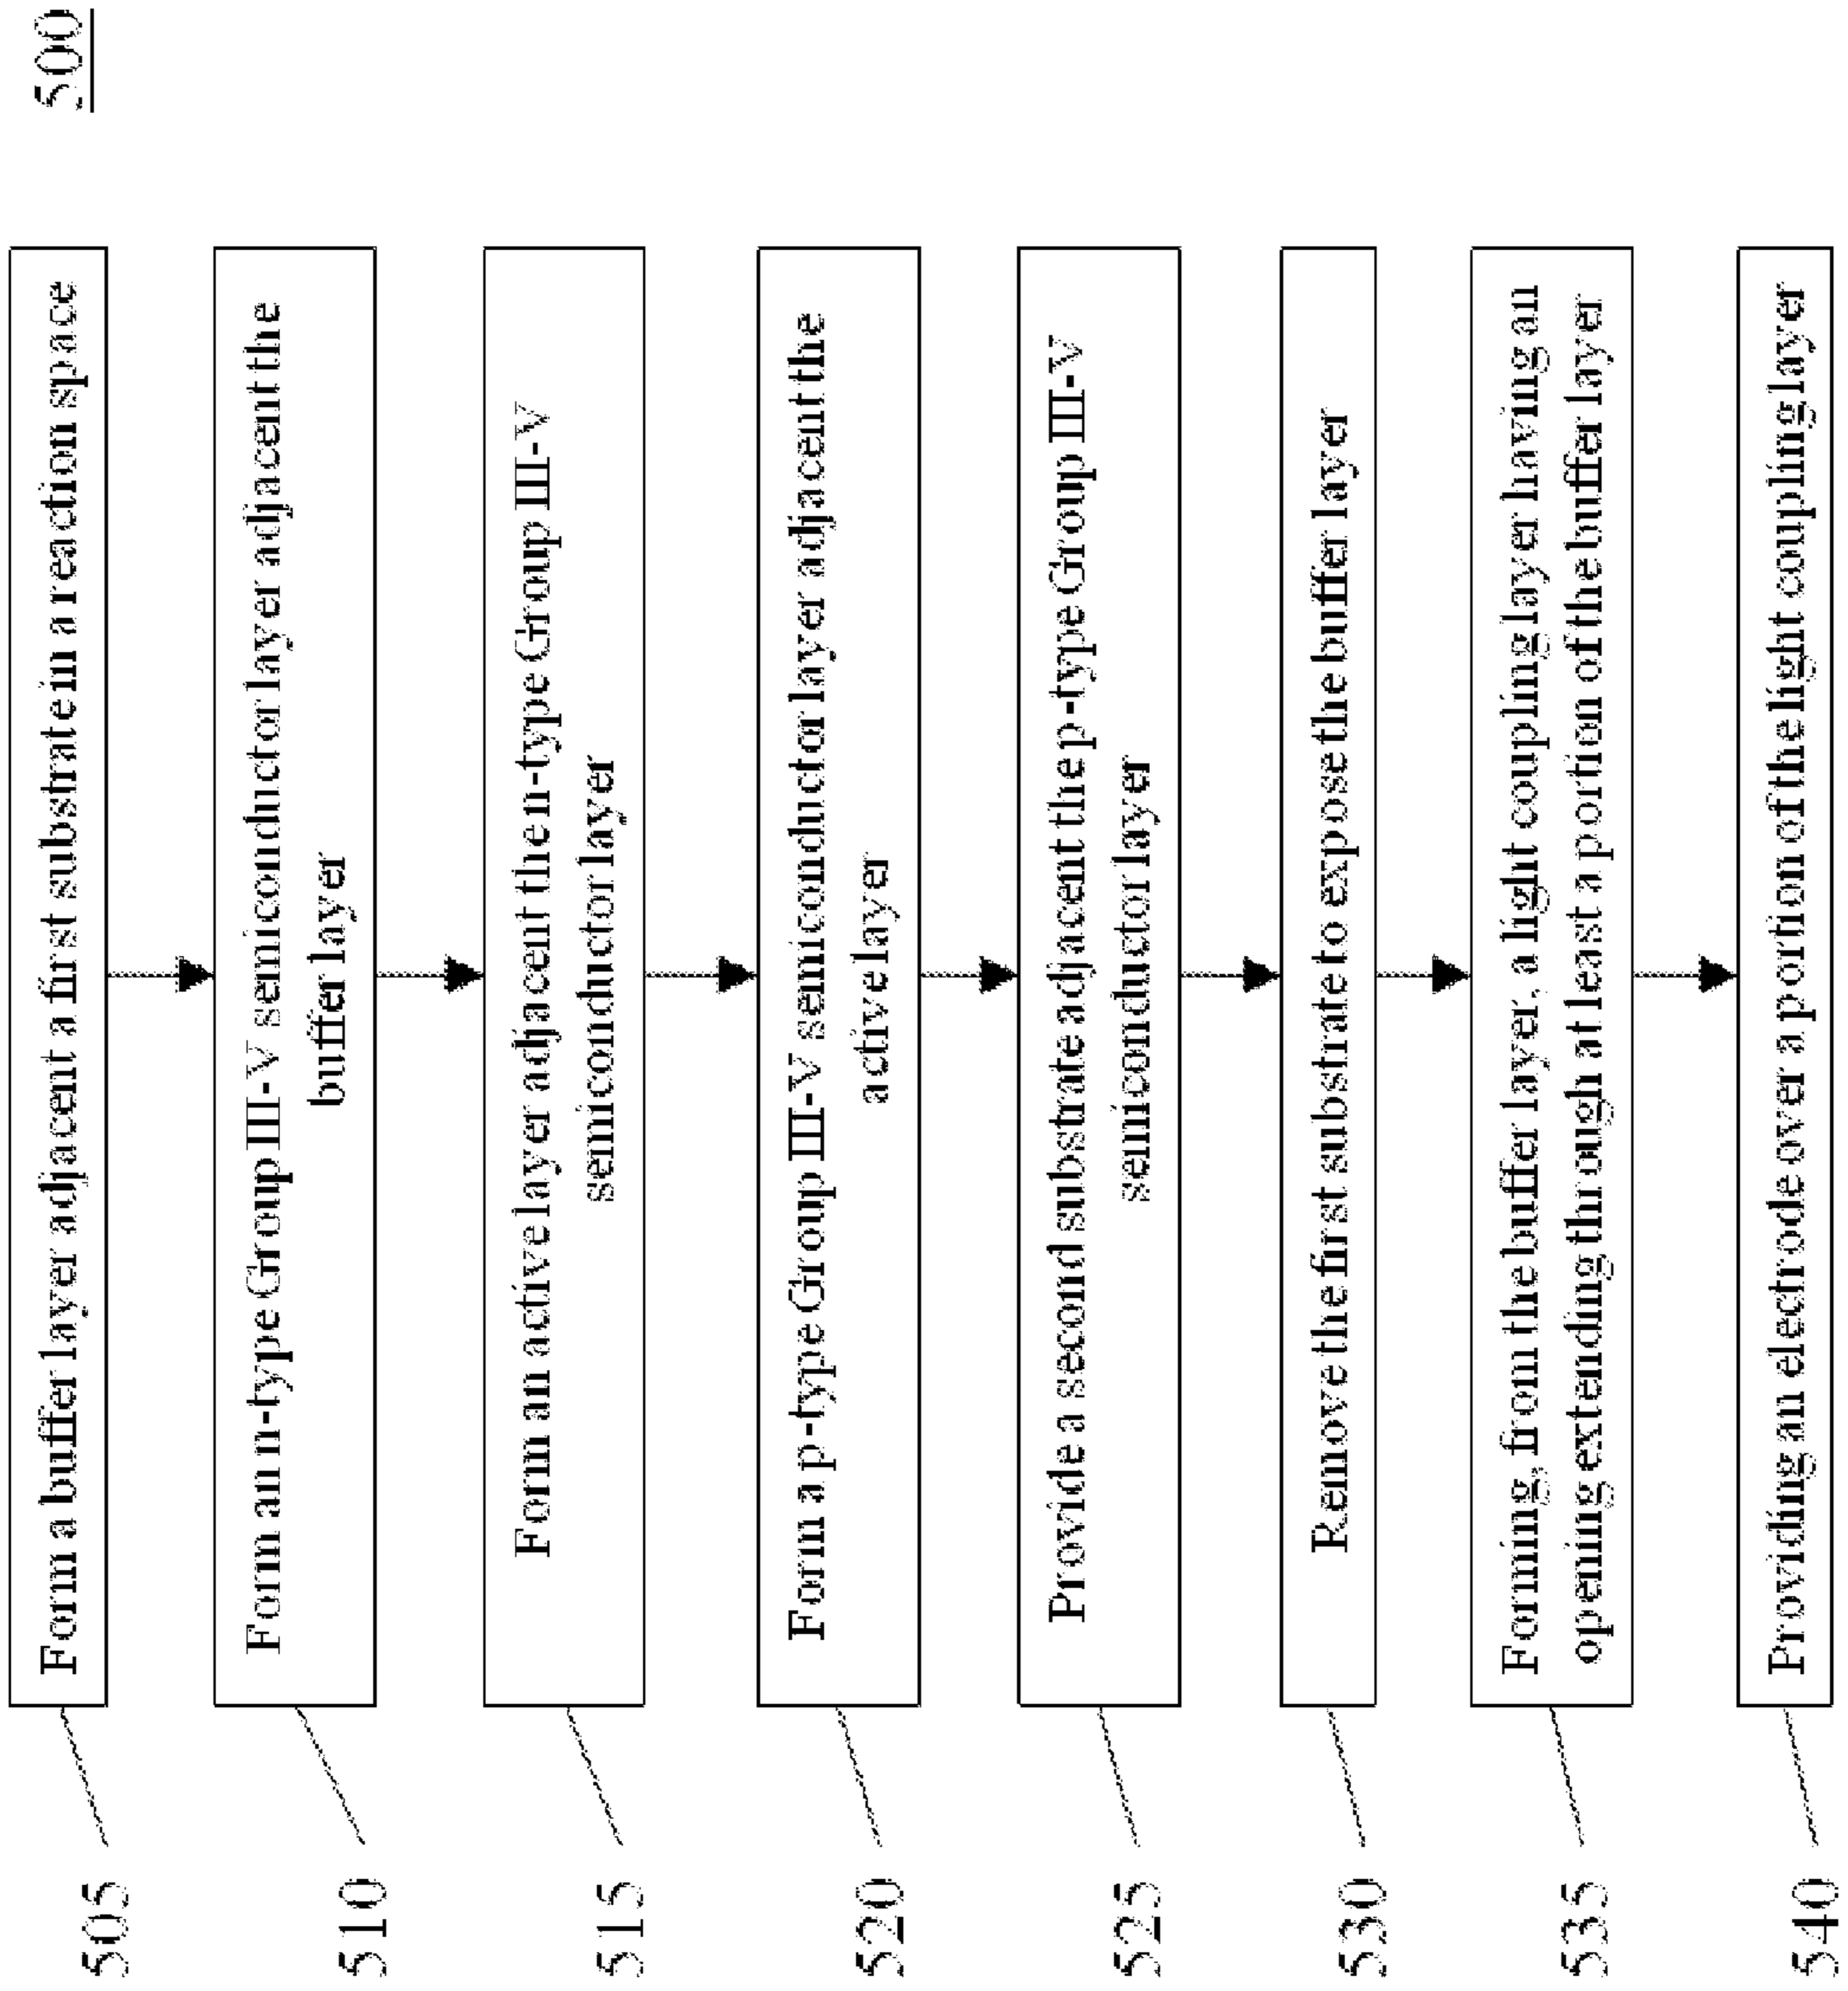 500
505
Form a buffer layer adjacent a first substrate in a reaction space
510
Form an n-type Group III-V semiconductor layer adjacent the
buffer layer
515
Form an active layer adjacent the n-type Group III-V
semiconductor layer
520
Form a p-type Group III-V semiconductor layer adjacent the
active layer
525
Provide a second substrate adjacent the p-type Group III-V
semiconductor layer
530
Remove the first substrate to expose the buffer layer
535
Forming, from the buffer layer, a light coupling layer having an
opening extending through at least a portion of the buffer layer
540
Providing an electrode over a portion of the light coupling layer